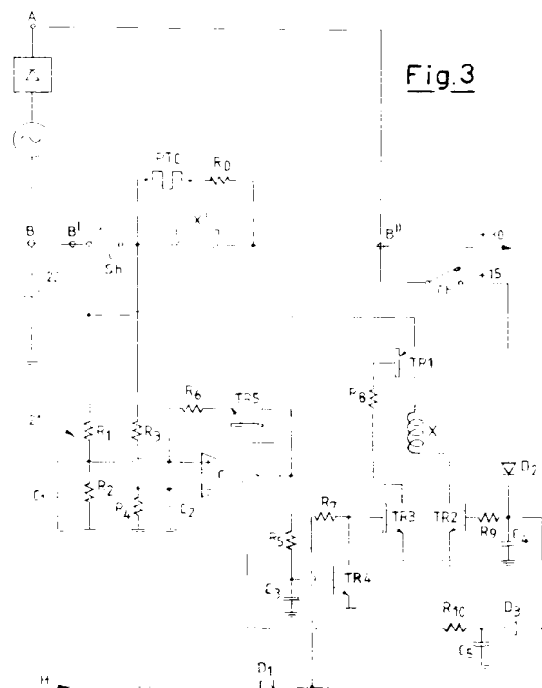 A
Fig.3
PTC
R0
X'
B
B'
Sh
B"
+30
+15
TR1
R6
TR5
R8
X
R1
R3
C
D2
R2
R4
C2
R7
TR3
TR2
R9
C4
R5
TR4
C3
R10
D3
C5
D1